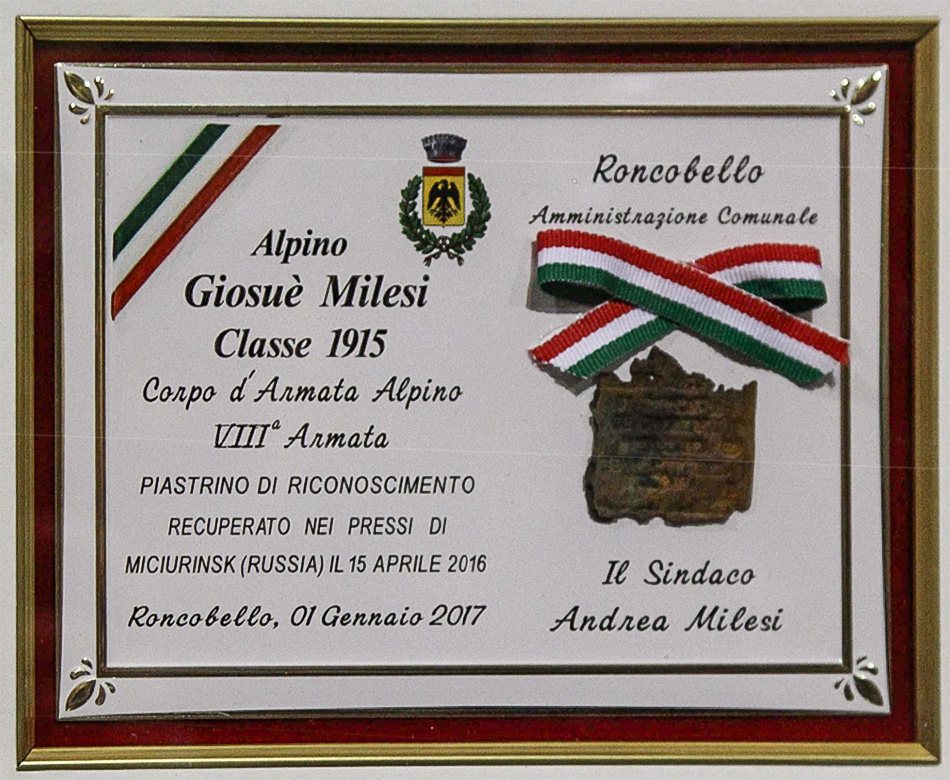 Alpino
Giosuè Milesi
Classe 1915
Corpo d'Armata Alpino
VIIIª Armata
PIASTRINO DI RICONOSCIMENTO
RECUPERATO NEI PRESSI DI
MICIURINSK (RUSSIA) IL 15 APRILE 2016
Roncobello, 01 Gennaio 2017
Roncobello
Amministrazione Comunale
Il Sindaco
Andrea Milesi